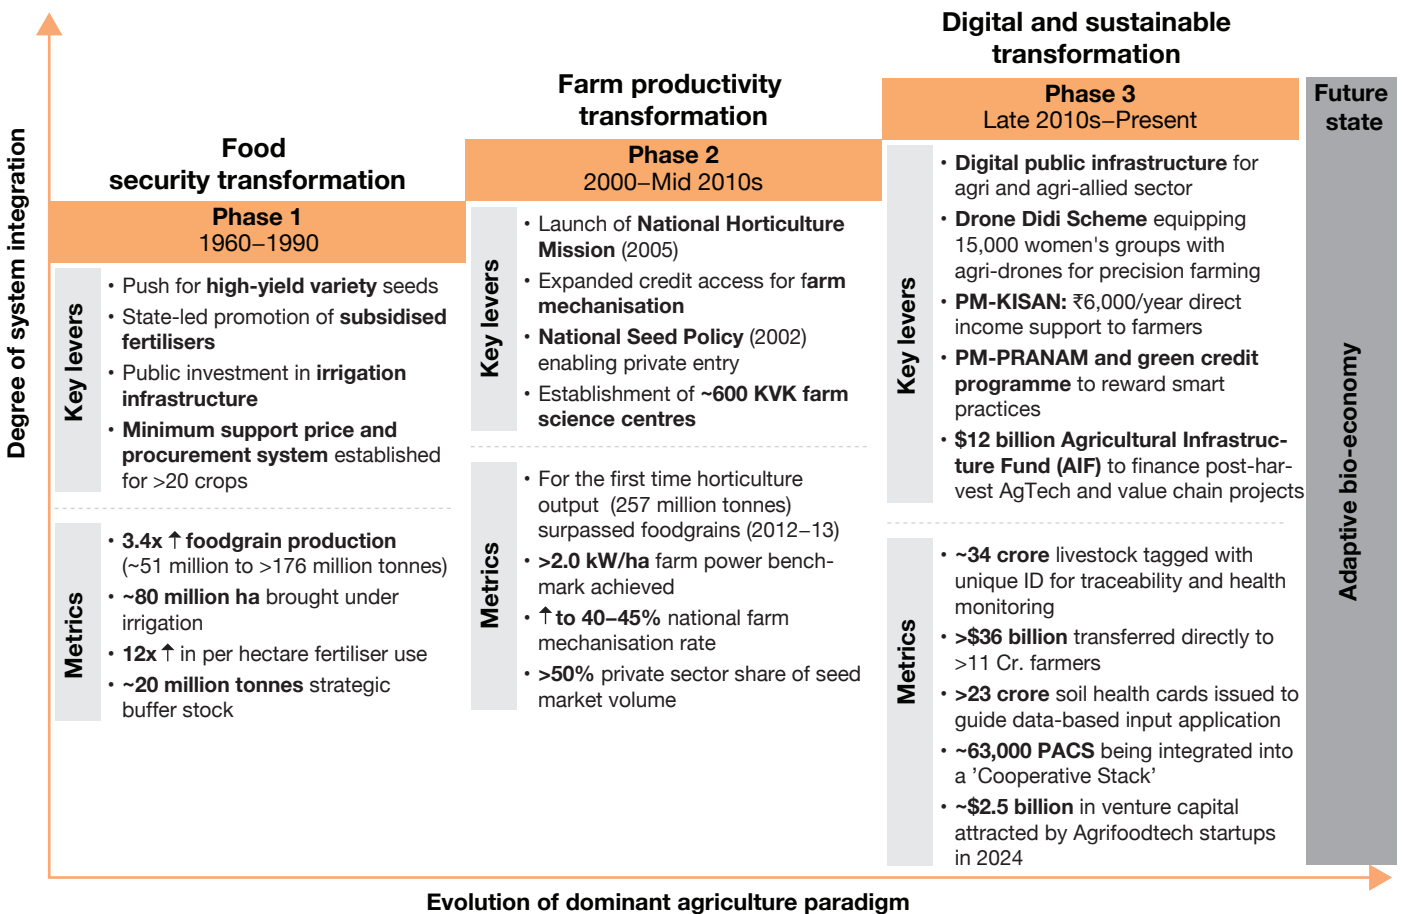 Degree of system integration
Food
security transformation
Phase 1
1960–1990
Key levers
• Push for high-yield variety seeds
• State-led promotion of subsidised
fertilisers
• Public investment in irrigation
infrastructure
• Minimum support price and
procurement system established
for >20 crops
Metrics
• 3.4x ↑ foodgrain production
(~51 million to >176 million tonnes)
• ~80 million ha brought under
irrigation
• 12x ↑ in per hectare fertiliser use
• ~20 million tonnes strategic
buffer stock
Farm productivity
transformation
Phase 2
2000–Mid 2010s
Key levers
• Launch of National Horticulture
Mission (2005)
• Expanded credit access for farm
mechanisation
• National Seed Policy (2002)
enabling private entry
• Establishment of ~600 KVK farm
science centres
Metrics
• For the first time horticulture
output (257 million tonnes)
surpassed foodgrains (2012–13)
• >2.0 kW/ha farm power bench-
mark achieved
• ↑ to 40–45% national farm
mechanisation rate
• >50% private sector share of seed
market volume
Digital and sustainable
transformation
Phase 3
Late 2010s–Present
Key levers
• Digital public infrastructure for
agri and agri-allied sector
• Drone Didi Scheme equipping
15,000 women's groups with
agri-drones for precision farming
• PM-KISAN: ₹6,000/year direct
income support to farmers
• PM-PRANAM and green credit
programme to reward smart
practices
• $12 billion Agricultural Infrastruc-
ture Fund (AIF) to finance post-har-
vest AgTech and value chain projects
Metrics
• ~34 crore livestock tagged with
unique ID for traceability and health
monitoring
• >$36 billion transferred directly to
>11 Cr. farmers
• >23 crore soil health cards issued to
guide data-based input application
• ~63,000 PACS being integrated into
a ’Cooperative Stack’
• ~$2.5 billion in venture capital
attracted by Agrifoodtech startups
in 2024
Future
state
Adaptive bio-economy
Evolution of dominant agriculture paradigm